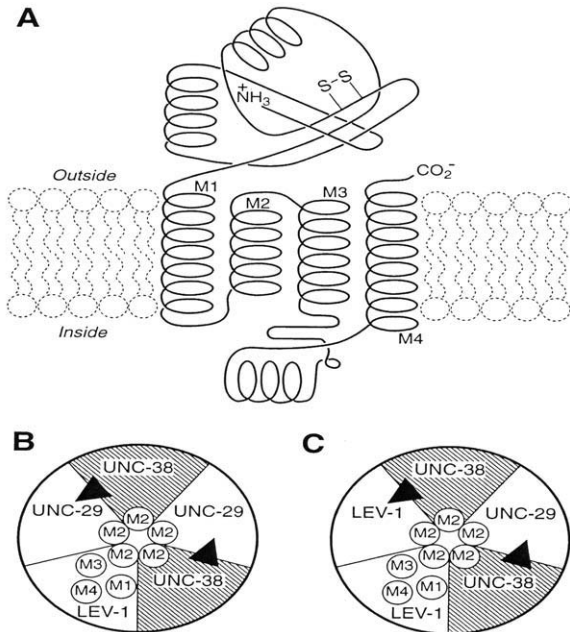 A
S-S
+
NH3
CO2−
Outside
M1
M2
M3
Inside
M4
B
C
UNC-38
UNC-38
UNC-29
UNC-29
LEV-1
UNC-29
M2
M2
M2
M2
M2
M2
M2
M2
M2
M2
M3
M3
M4
M1
UNC-38
M4
M1
UNC-38
LEV-1
LEV-1